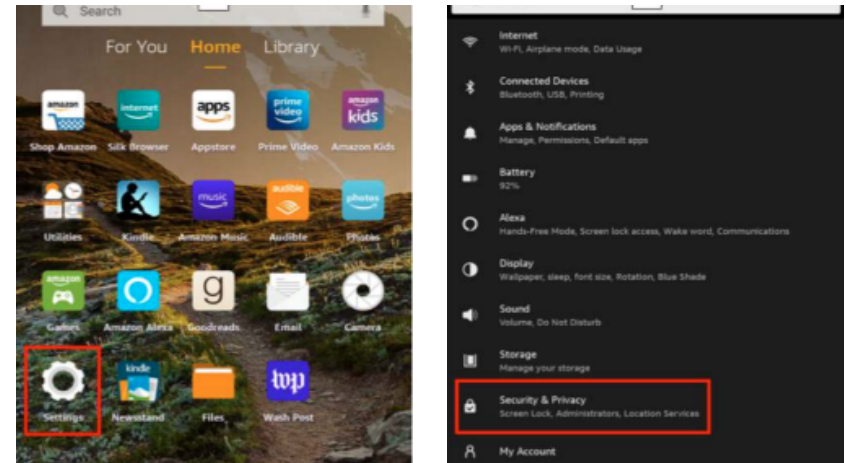 Search
For You Home Library
amazon
internet
apps
prime
video
amazon
kids
Shop Amazon Silk Browser Appstore Prime Video Amazon Kids
music
audible
photos
Utilities Kindle Amazon Music Audible Photos
amazon
g
Games Amazon Alexa Goodreads Email Camera
kindle
wp
Settings Newsstand Files Wash Post
Internet
Wi-Fi, Airplane mode, Data Usage
Connected Devices
Bluetooth, USB, Printing
Apps & Notifications
Manage, Permissions, Default apps
Battery
92%
Alexa
Hands-Free Mode, Screen lock access, Wake word, Communications
Display
Wallpaper, sleep, font size, Rotation, Blue Shade
Sound
Volume, Do Not Disturb
Storage
Manage your storage
Security & Privacy
Screen Lock, Administrators, Location Services
My Account